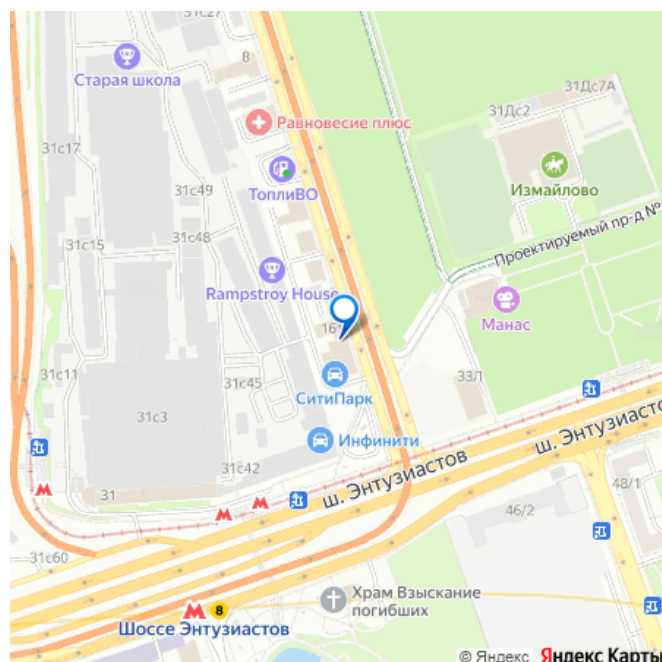 31с27
8
Старая школа
31Дс7А
31Дс2
Равновесие плюс
31с17
ТоплиВО
31с49
Измайлово
31с48
31с15
Проектируемый пр-д №
Rampstroy House
16
Манас
31с11
СитиПарк
33Л
31с45
31с3
Инфинити
ш. Энтузиастов
ш. Энтузиастов
31с42
31
48/1
46/2
31с60
Храм Взыскание
погибших
8
Шоссе Энтузиастов
© Яндекс Яндекс Карты